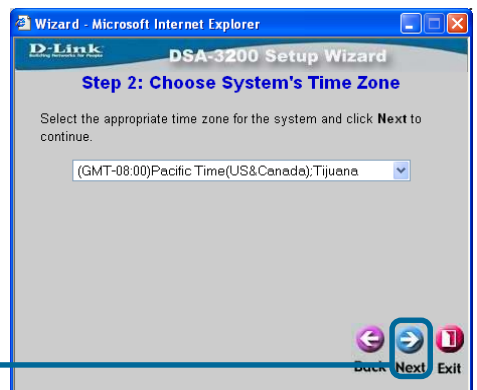 Wizard - Microsoft Internet Explorer
D-Link
Building Networks for People
DSA-3200 Setup Wizard
Step 2: Choose System's Time Zone
Select the appropriate time zone for the system and click Next to
continue.
(GMT-08:00)Pacific Time(US&Canada);Tijuana
Back Next Exit